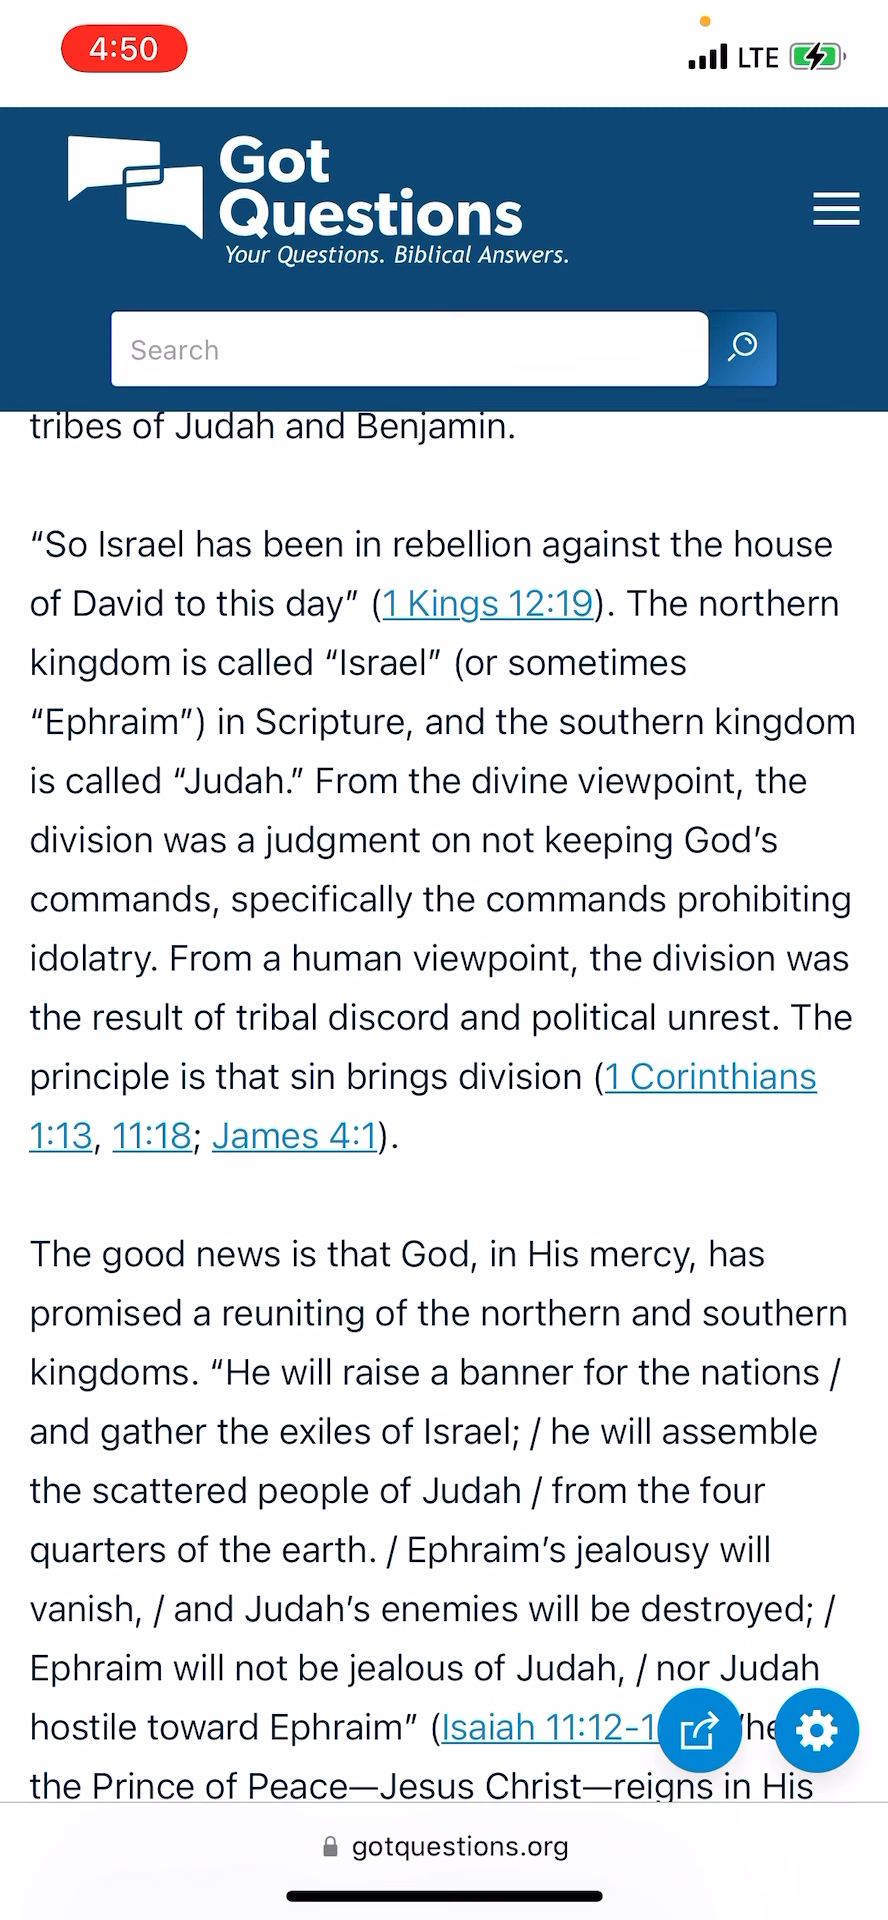 4:50
LTE
Got
Questions
Your Questions. Biblical Answers.
Search
tribes of Judah and Benjamin.
“So Israel has been in rebellion against the house
of David to this day” (1 Kings 12:19). The northern
kingdom is called “Israel” (or sometimes
“Ephraim”) in Scripture, and the southern kingdom
is called “Judah.” From the divine viewpoint, the
division was a judgment on not keeping God’s
commands, specifically the commands prohibiting
idolatry. From a human viewpoint, the division was
the result of tribal discord and political unrest. The
principle is that sin brings division (1 Corinthians
1:13, 11:18; James 4:1).
The good news is that God, in His mercy, has
promised a reuniting of the northern and southern
kingdoms. “He will raise a banner for the nations /
and gather the exiles of Israel; / he will assemble
the scattered people of Judah / from the four
quarters of the earth. / Ephraim’s jealousy will
vanish, / and Judah’s enemies will be destroyed; /
Ephraim will not be jealous of Judah, / nor Judah
hostile toward Ephraim” (Isaiah 11:12-1
the Prince of Peace—Jesus Christ—reigns in His
gotquestions.org